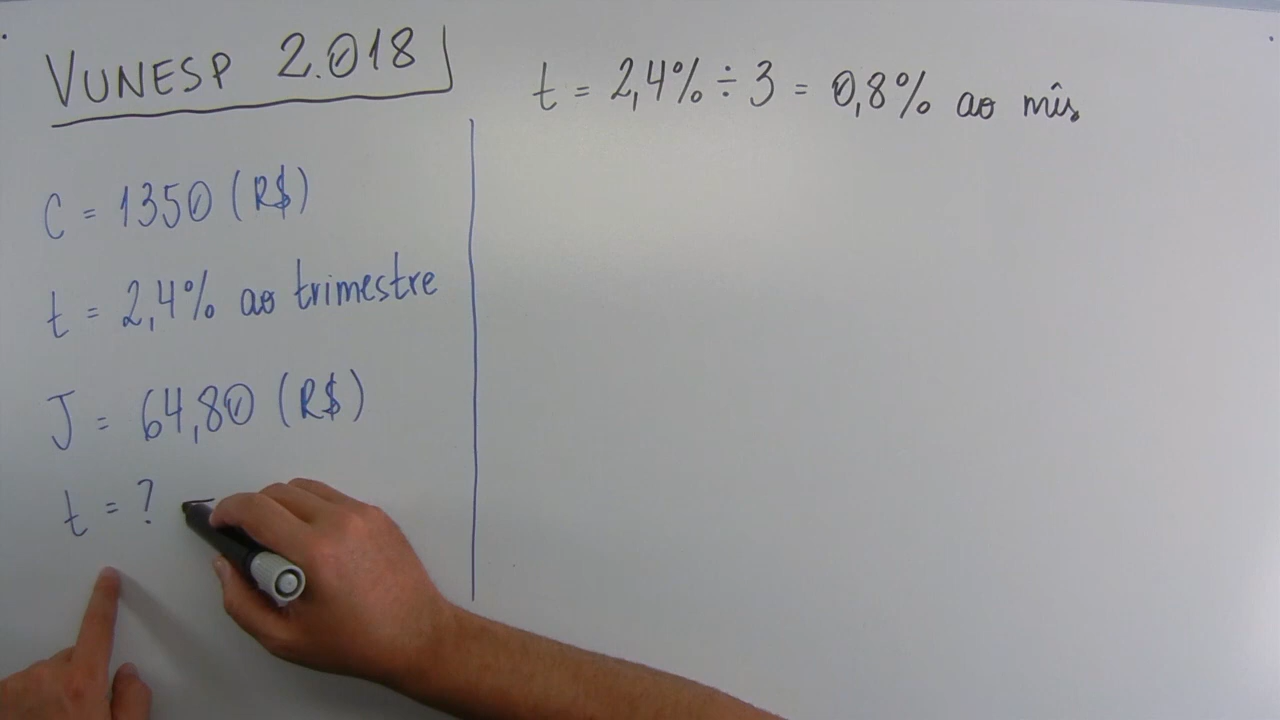 VUNESP 2.018
C = 1350 (R$)
t = 2,4% ao trimestre
J = 64,80 (R$)
t = ?
t = 2,4% ÷ 3 = 0,8% ao mês